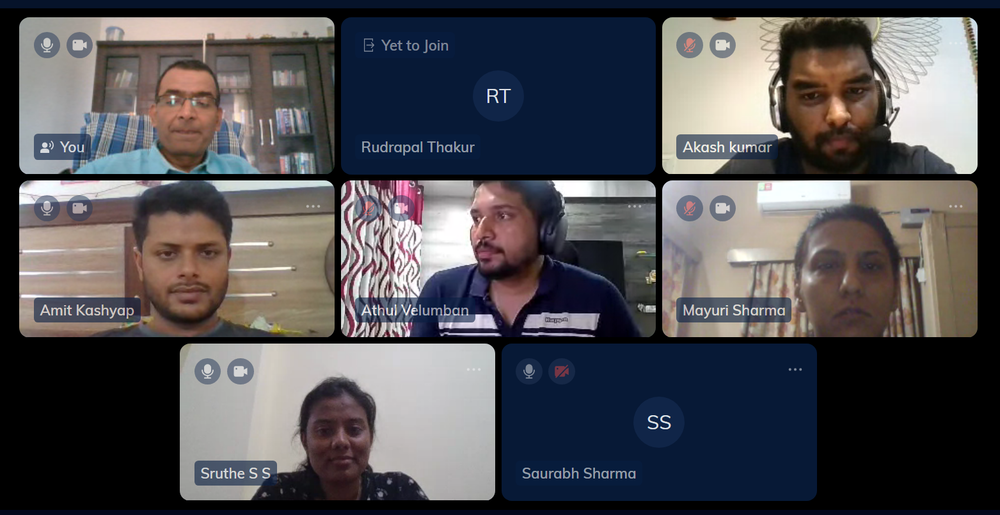 Yet to Join
RT
You
Rudrapal Thakur
Akash kumar
Amit Kashyap
Athul Velumban
Mayuri Sharma
Sruthe S S
SS
Saurabh Sharma